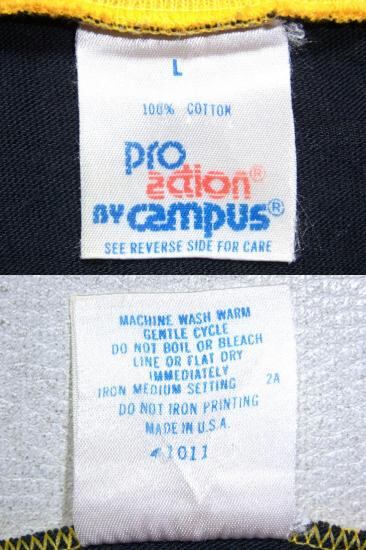 L
100% COTTON
pro
action®
BY campus®
SEE REVERSE SIDE FOR CARE
MACHINE WASH WARM
GENTLE CYCLE
DO NOT BOIL OR BLEACH
LINE OR FLAT DRY
IMMEDIATELY
IRON MEDIUM SETTING 2A
DO NOT IRON PRINTING
MADE IN U.S.A.
41011